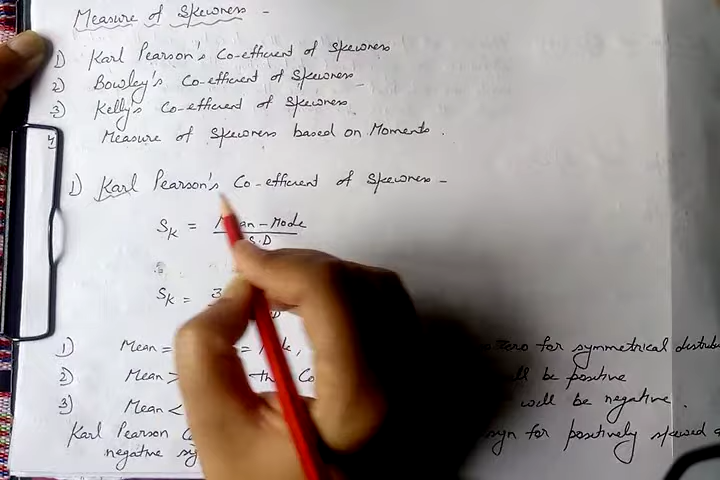 Measure of Skewness -
1) Karl Pearson's Co-efficient of Skewness
2) Bowley's Co-efficient of Skewness
3) Kelly's Co-efficient of Skewness
4 Measure of Skewness based on Moments.
1) Karl Pearson's Co-efficient of Skewness -
Sk = Mean - Mode
S.D
Sk = 3
D
1) Mean = = Mode, zero for symmetrical distribu
2) Mean > the Co ll be positive
3) Mean < will be negative.
Karl Pearson C syn for positively skewed
negative sy